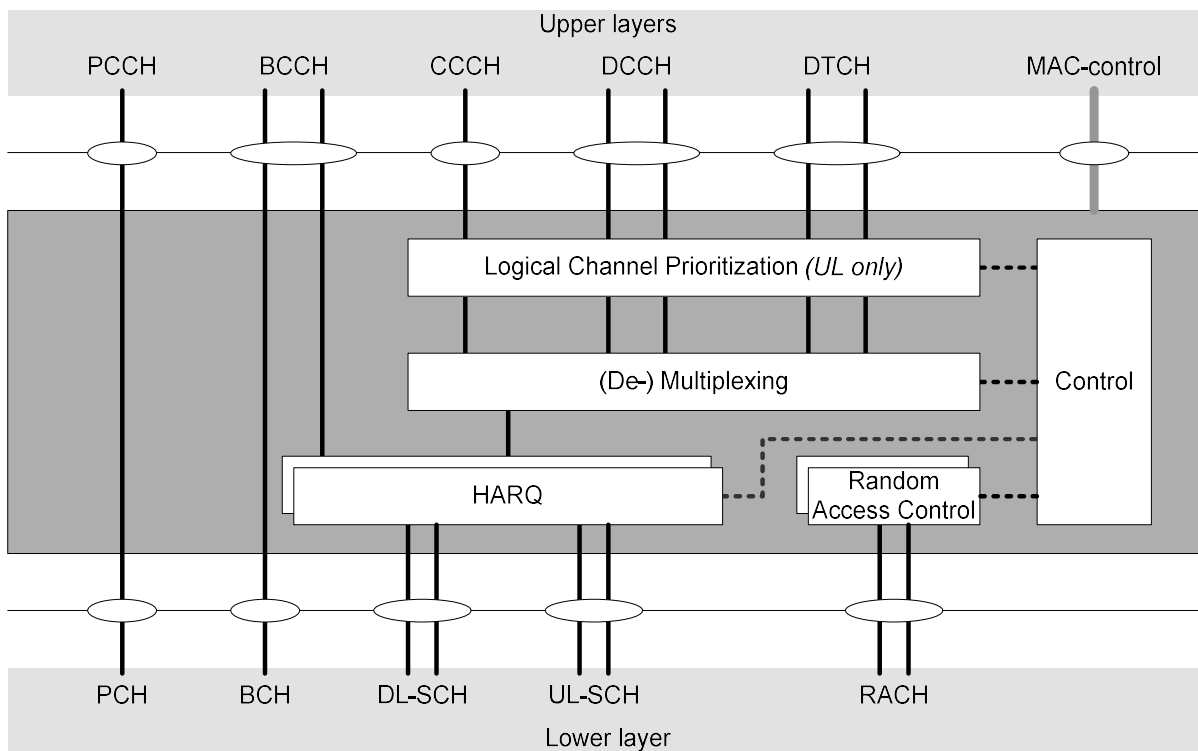 Upper layers
PCCH BCCH CCCH DCCH DTCH MAC-control
Logical Channel Prioritization (UL only)
(De-) Multiplexing
Control
HARQ
Random
Access Control
PCH BCH DL-SCH UL-SCH RACH
Lower layer